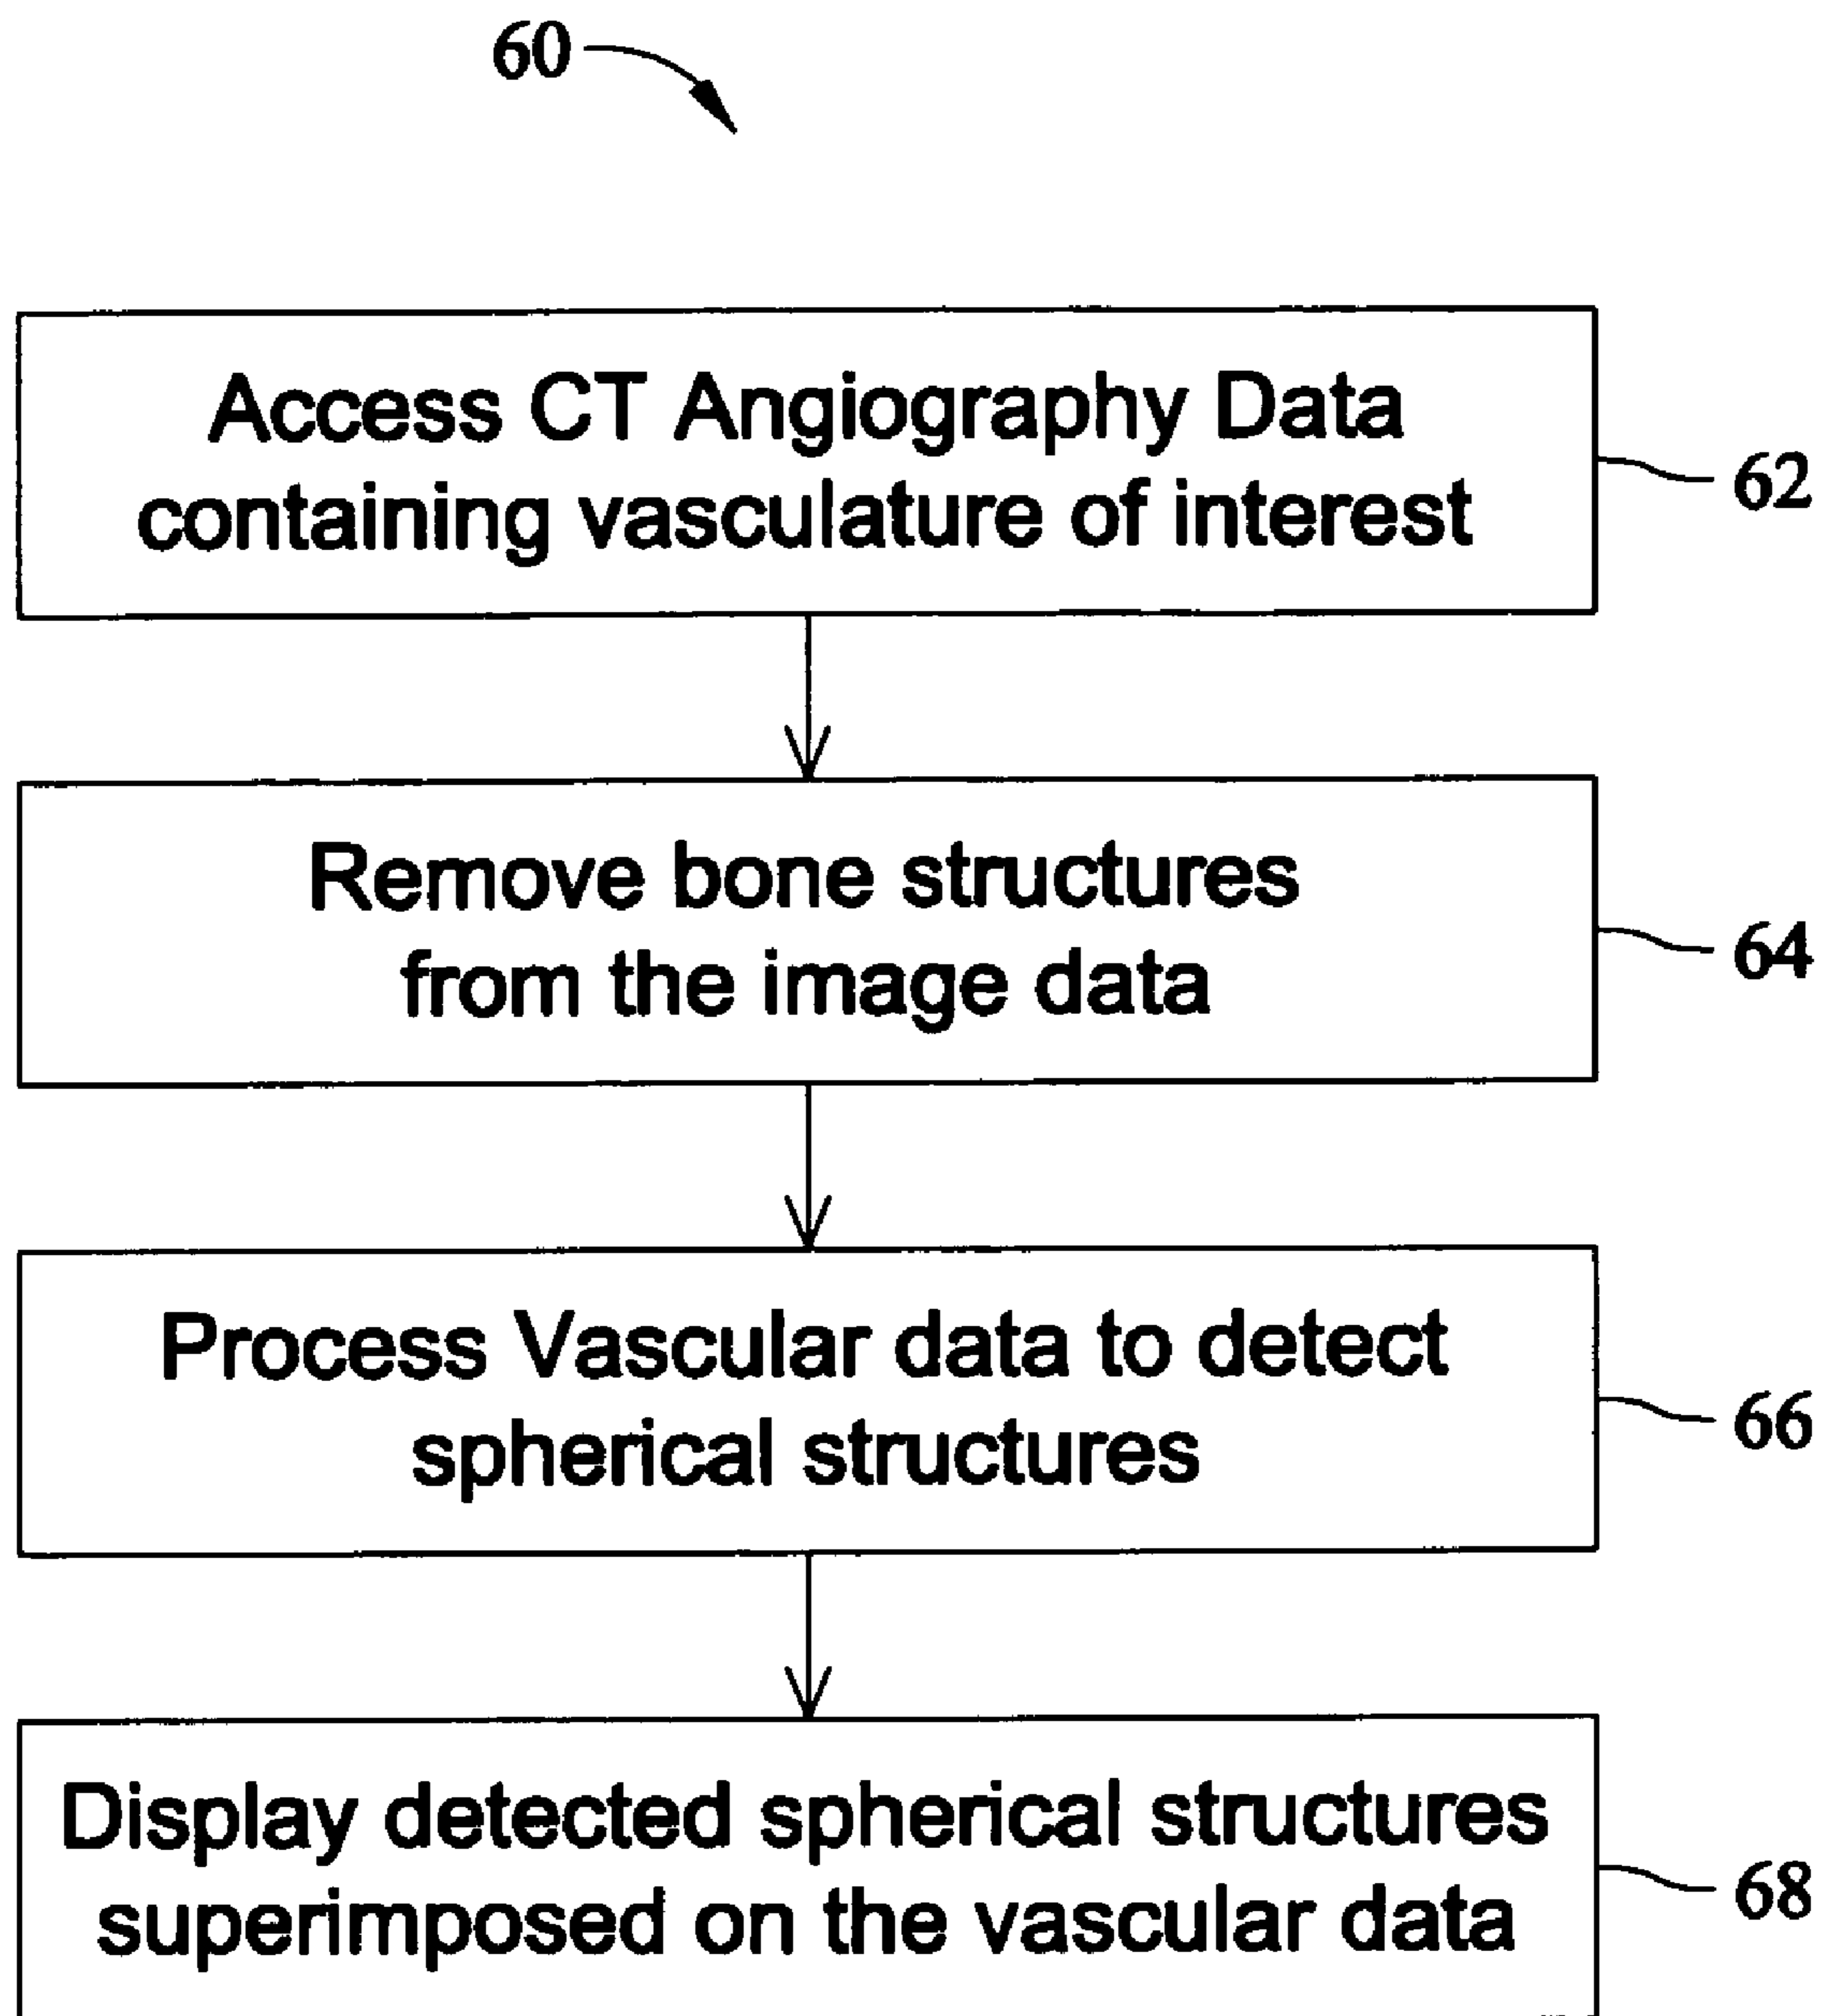 60
Access CT Angiography Data
containing vasculature of interest
62
Remove bone structures
from the image data
64
Process Vascular data to detect
spherical structures
66
Display detected spherical structures
superimposed on the vascular data
68